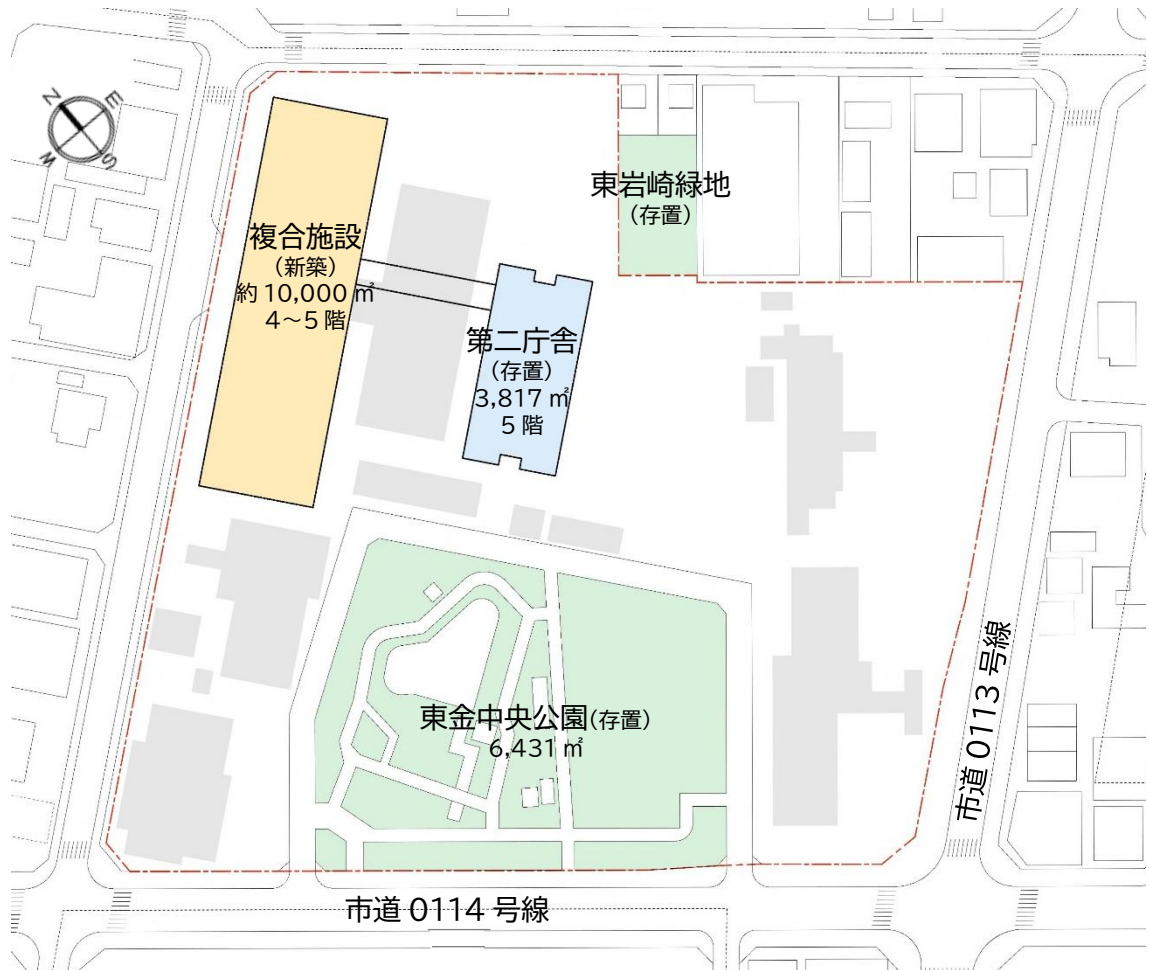 N
E
W
S
複合施設
(新築)
約 10,000 ㎡
4～5 階
東岩崎緑地
(存置)
第二庁舎
(存置)
3,817 ㎡
5 階
東金中央公園(存置)
6,431 ㎡
市道 0113 号線
市道 0114 号線